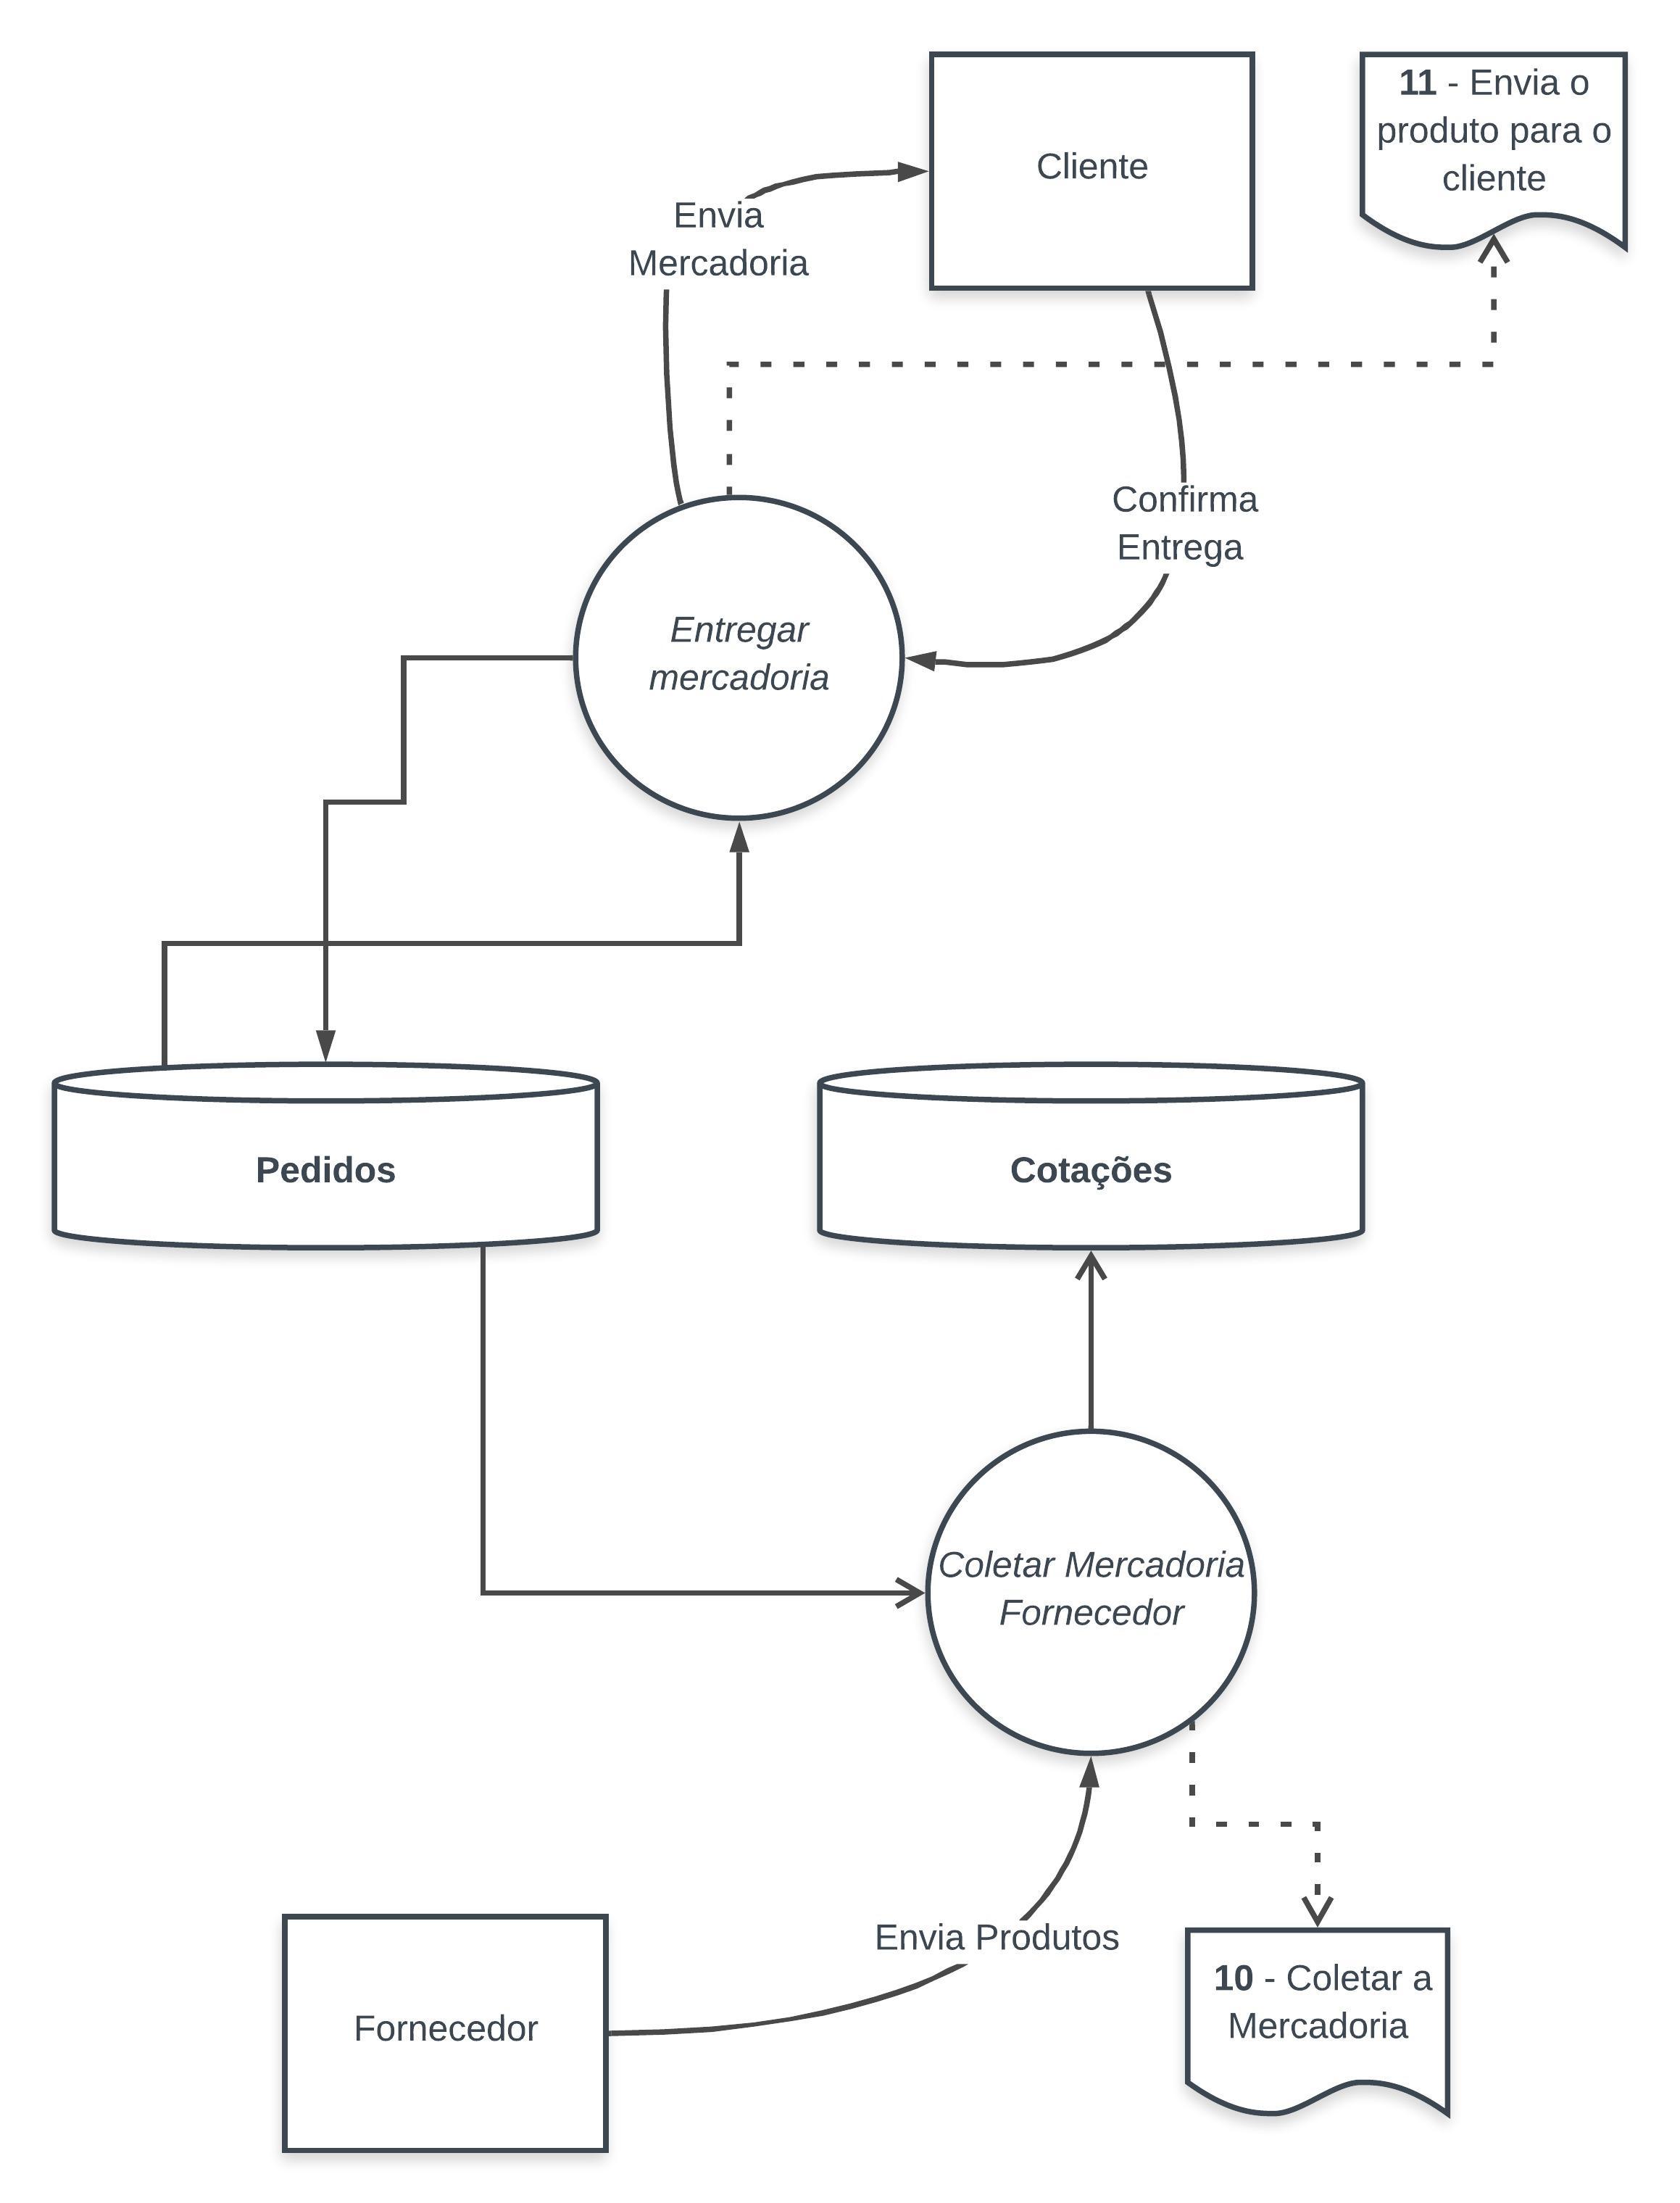 Cliente
11 - Envia o
produto para o
cliente
Envia
Mercadoria
Confirma
Entrega
Entregar
mercadoria
Pedidos
Cotações
Coletar Mercadoria
Fornecedor
Envia Produtos
Fornecedor
10 - Coletar a
Mercadoria